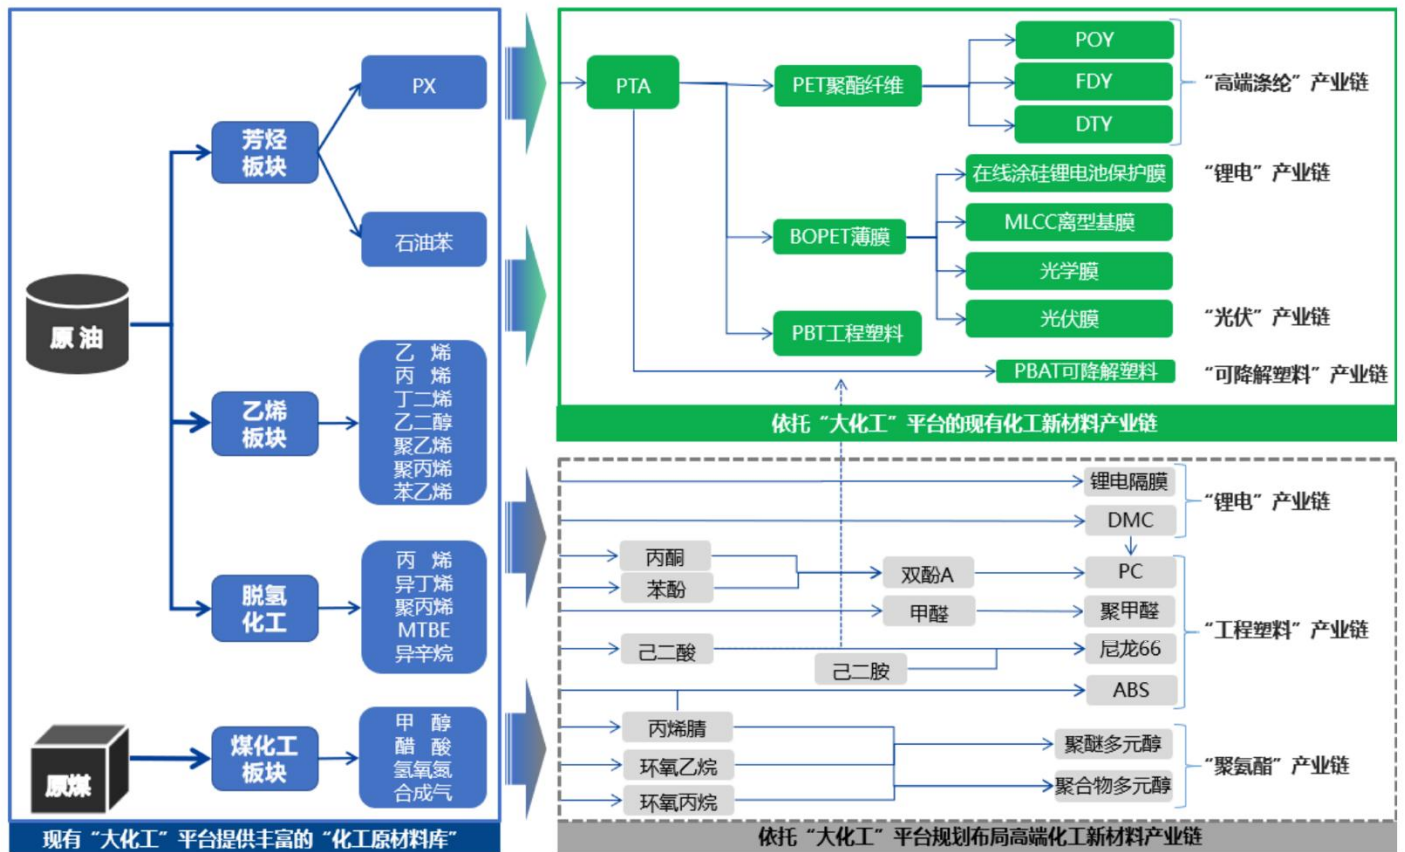 原油
原煤
芳烃
板块
PX
石油苯
乙烯
板块
乙 烯
丙 烯
丁二烯
乙二醇
聚乙烯
聚丙烯
苯乙烯
脱氢
化工
丙 烯
异丁烯
聚丙烯
MTBE
异辛烷
煤化工
板块
甲 醇
醋 酸
氢氧氮
合成气
现有“大化工”平台提供丰富的“化工原材料库”
PTA
PET聚酯纤维
POY
FDY
DTY
“高端涤纶”产业链
BOPET薄膜
在线涂硅锂电池保护膜
“锂电”产业链
MLCC离型基膜
光学膜
光伏膜
“光伏”产业链
PBT工程塑料
PBAT可降解塑料
“可降解塑料”产业链
依托“大化工”平台的现有化工新材料产业链
锂电隔膜
DMC
“锂电”产业链
丙酮
苯酚
双酚A
PC
甲醛
聚甲醛
“工程塑料”产业链
己二酸
己二胺
尼龙66
ABS
丙烯腈
环氧乙烷
环氧丙烷
聚醚多元醇
聚合物多元醇
“聚氨酯”产业链
依托“大化工”平台规划布局高端化工新材料产业链